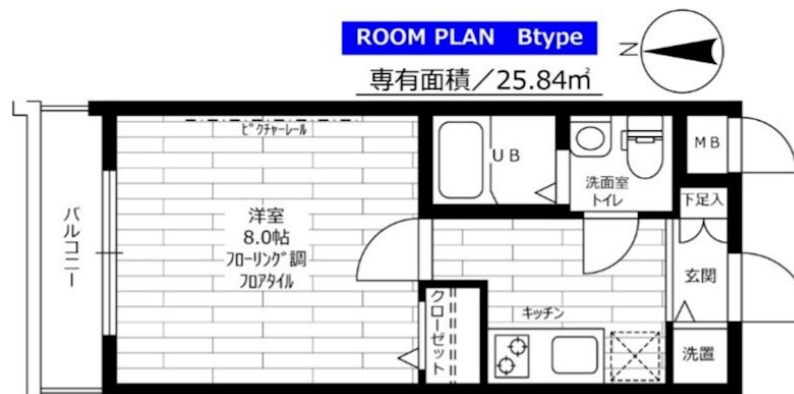 ROOM PLAN Btype
N
専有面積／25.84㎡
ピクチャーレール
UB
洗面室
トイレ
MB
下足入
バルコニー
洋室
8.0帖
フローリング調
フロアタイル
玄関
クローゼット
キッチン
洗置